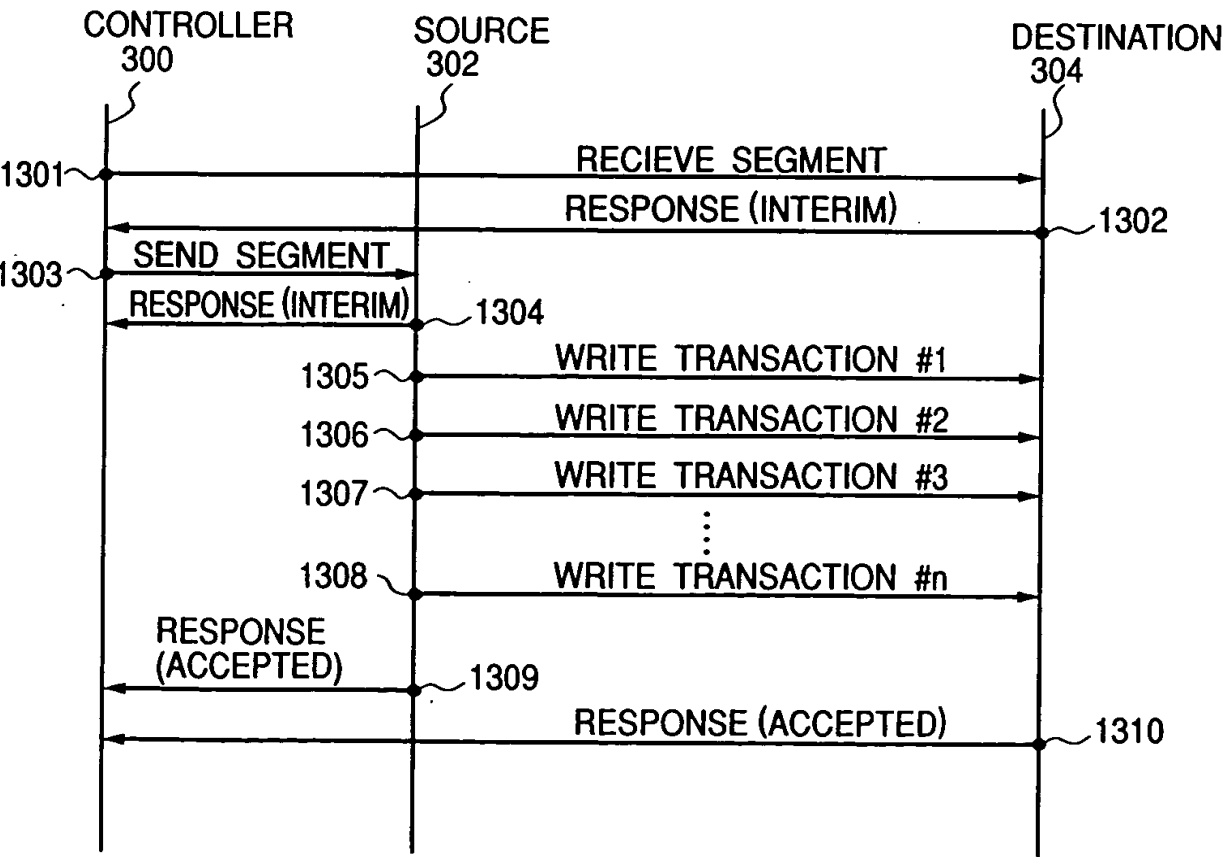 CONTROLLER
300
SOURCE
302
DESTINATION
304
1301
RECIEVE SEGMENT
RESPONSE (INTERIM)
1302
1303
SEND SEGMENT
RESPONSE (INTERIM)
1304
1305
WRITE TRANSACTION #1
1306
WRITE TRANSACTION #2
1307
WRITE TRANSACTION #3
1308
WRITE TRANSACTION #n
RESPONSE
(ACCEPTED)
1309
RESPONSE (ACCEPTED)
1310